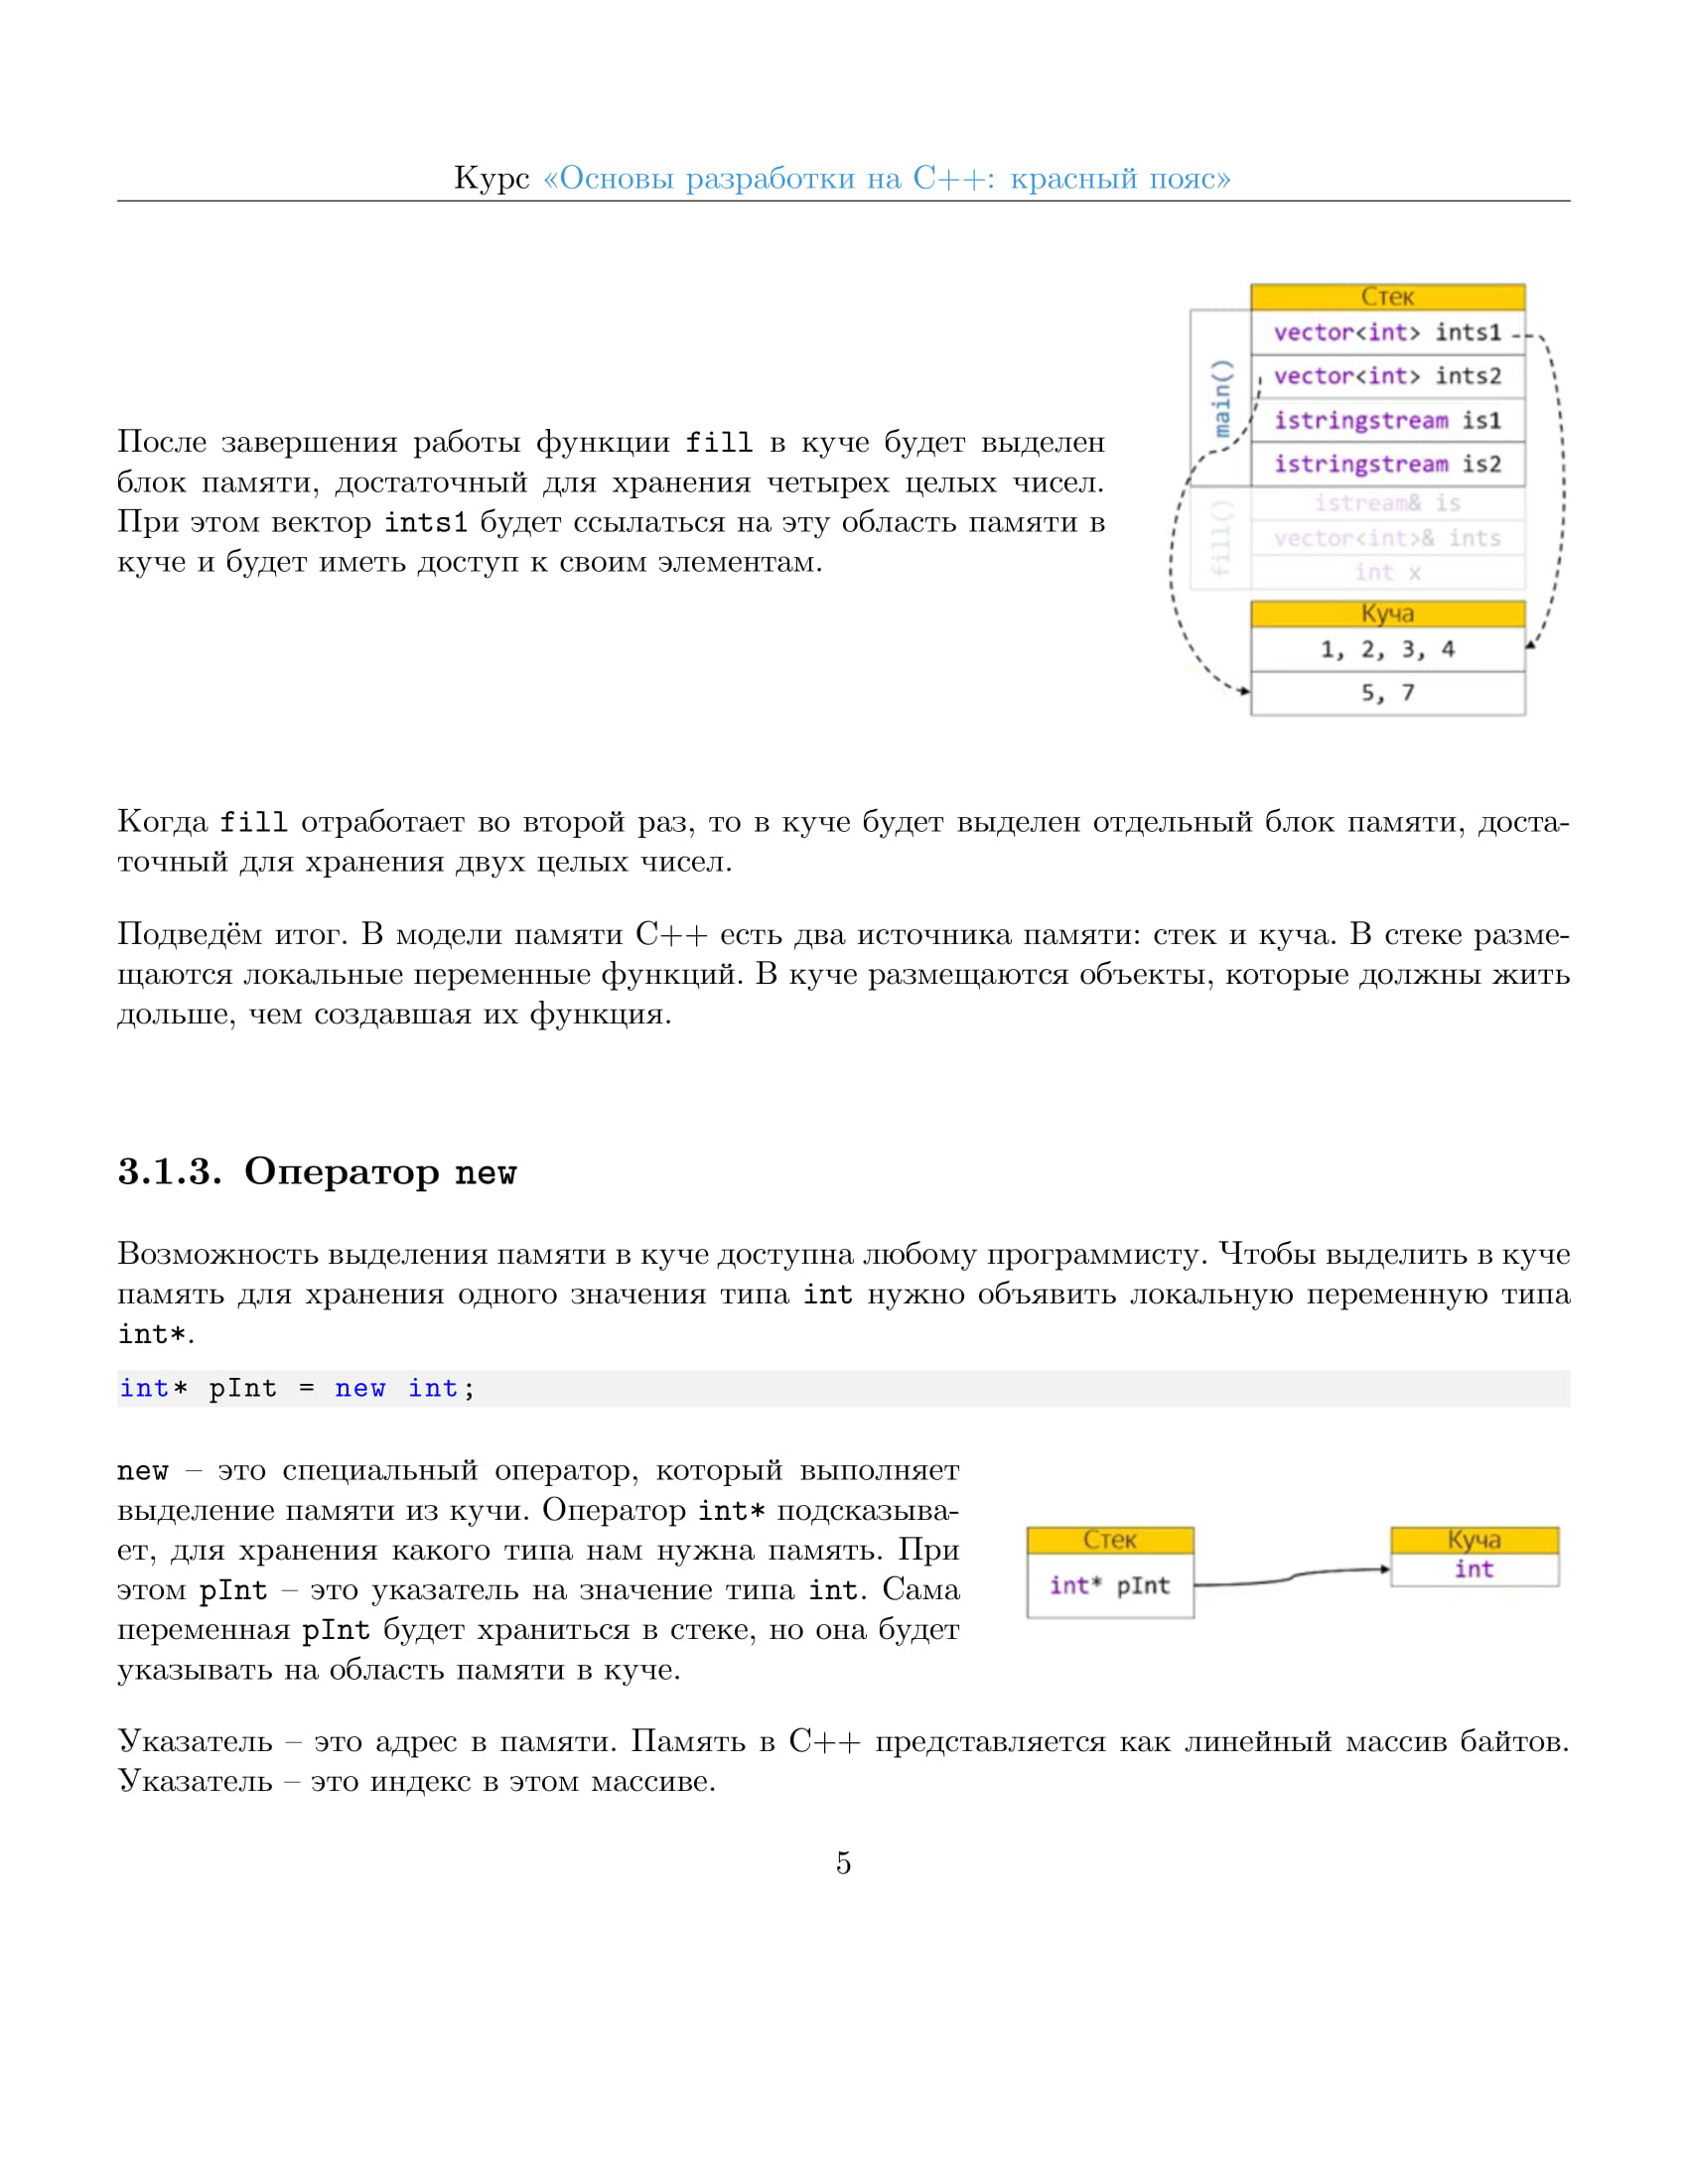 Курс «Основы разработки на C++: красный пояс»
После завершения работы функции fill в куче будет выделен
блок памяти, достаточный для хранения четырех целых чисел.
При этом вектор ints1 будет ссылаться на эту область памяти в
куче и будет иметь доступ к своим элементам.
Стек
main()
vector<int> ints1
vector<int> ints2
istringstream is1
istringstream is2
fill()
istream& is
vector<int>& ints
int x
Куча
1, 2, 3, 4
5, 7
Когда fill отработает во второй раз, то в куче будет выделен отдельный блок памяти, доста-
точный для хранения двух целых чисел.
Подведём итог. В модели памяти C++ есть два источника памяти: стек и куча. В стеке разме-
щаются локальные переменные функций. В куче размещаются объекты, которые должны жить
дольше, чем создавшая их функция.
3.1.3. Оператор new
Возможность выделения памяти в куче доступна любому программисту. Чтобы выделить в куче
память для хранения одного значения типа int нужно объявить локальную переменную типа
int*.
int* pInt = new int;
new – это специальный оператор, который выполняет
выделение памяти из кучи. Оператор int* подсказыва-
ет, для хранения какого типа нам нужна память. При
этом pInt – это указатель на значение типа int. Сама
переменная pInt будет храниться в стеке, но она будет
указывать на область памяти в куче.
Стек
int* pInt
Куча
int
Указатель – это адрес в памяти. Память в C++ представляется как линейный массив байтов.
Указатель – это индекс в этом массиве.
5